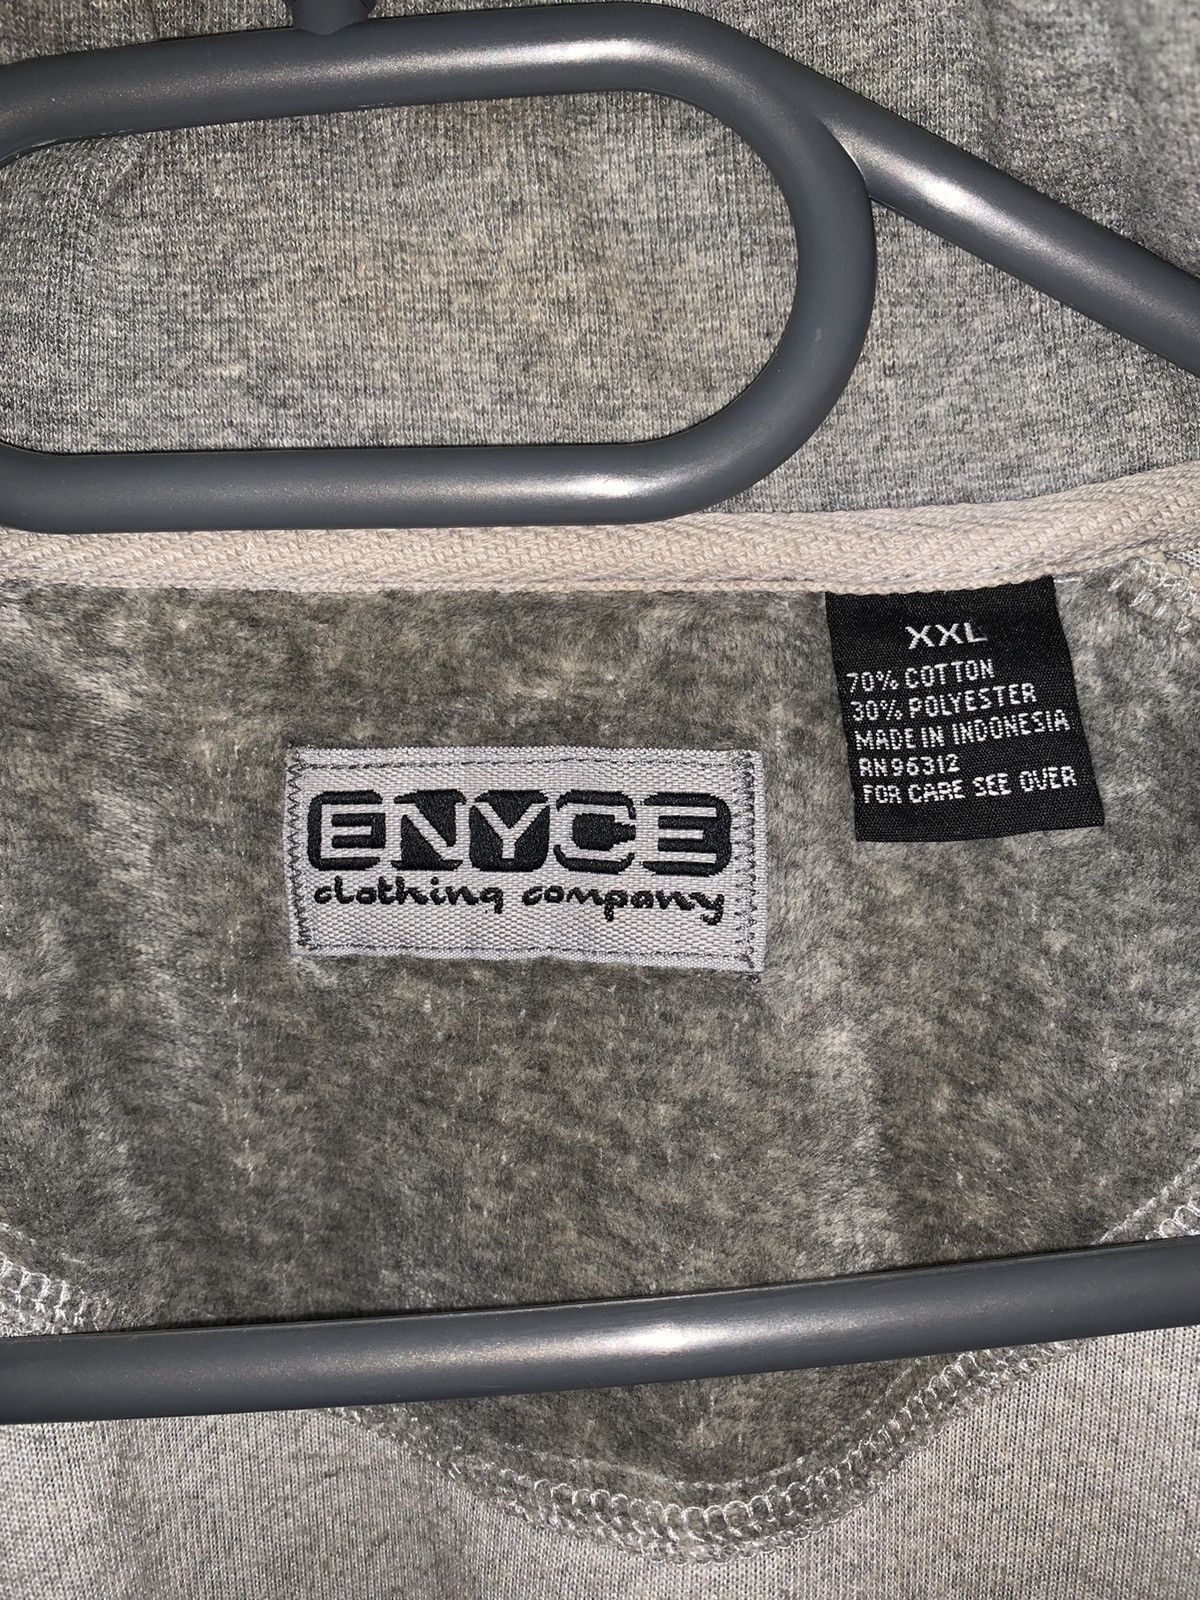 XXL
70% COTTON
30% POLYESTER
MADE IN INDONESIA
RN96312
FOR CARE SEE OVER
ENYCE
clothing company